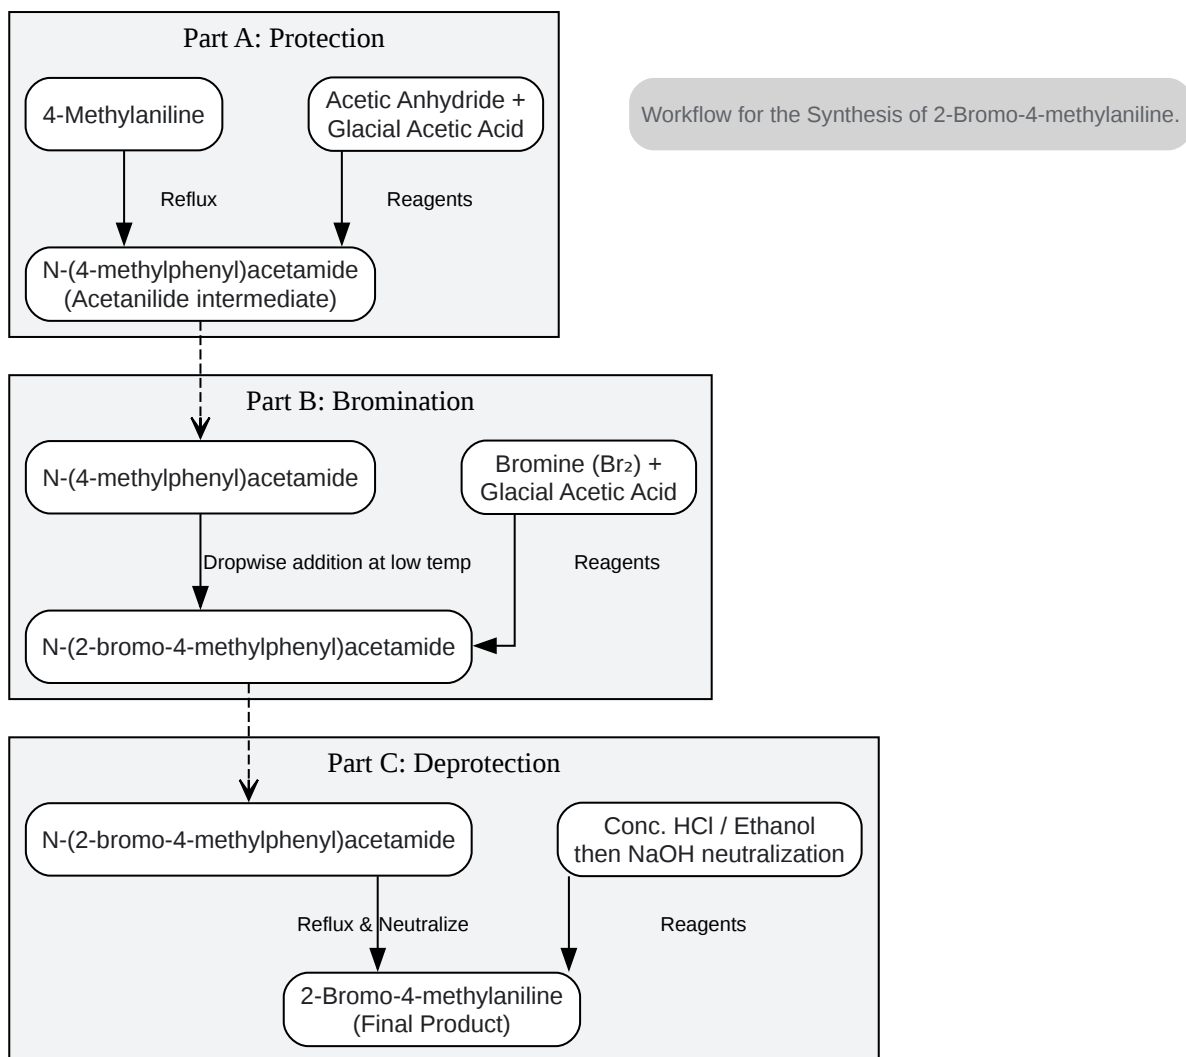 Part A: Protection
4-Methylaniline
Acetic Anhydride +
Glacial Acetic Acid
Workflow for the Synthesis of 2-Bromo-4-methylaniline.
Reflux
Reagents
N-(4-methylphenyl)acetamide
(Acetanilide intermediate)
Part B: Bromination
N-(4-methylphenyl)acetamide
Bromine (Br₂) +
Glacial Acetic Acid
Dropwise addition at low temp
Reagents
N-(2-bromo-4-methylphenyl)acetamide
Part C: Deprotection
N-(2-bromo-4-methylphenyl)acetamide
Conc. HCl / Ethanol
then NaOH neutralization
Reflux & Neutralize
Reagents
2-Bromo-4-methylaniline
(Final Product)